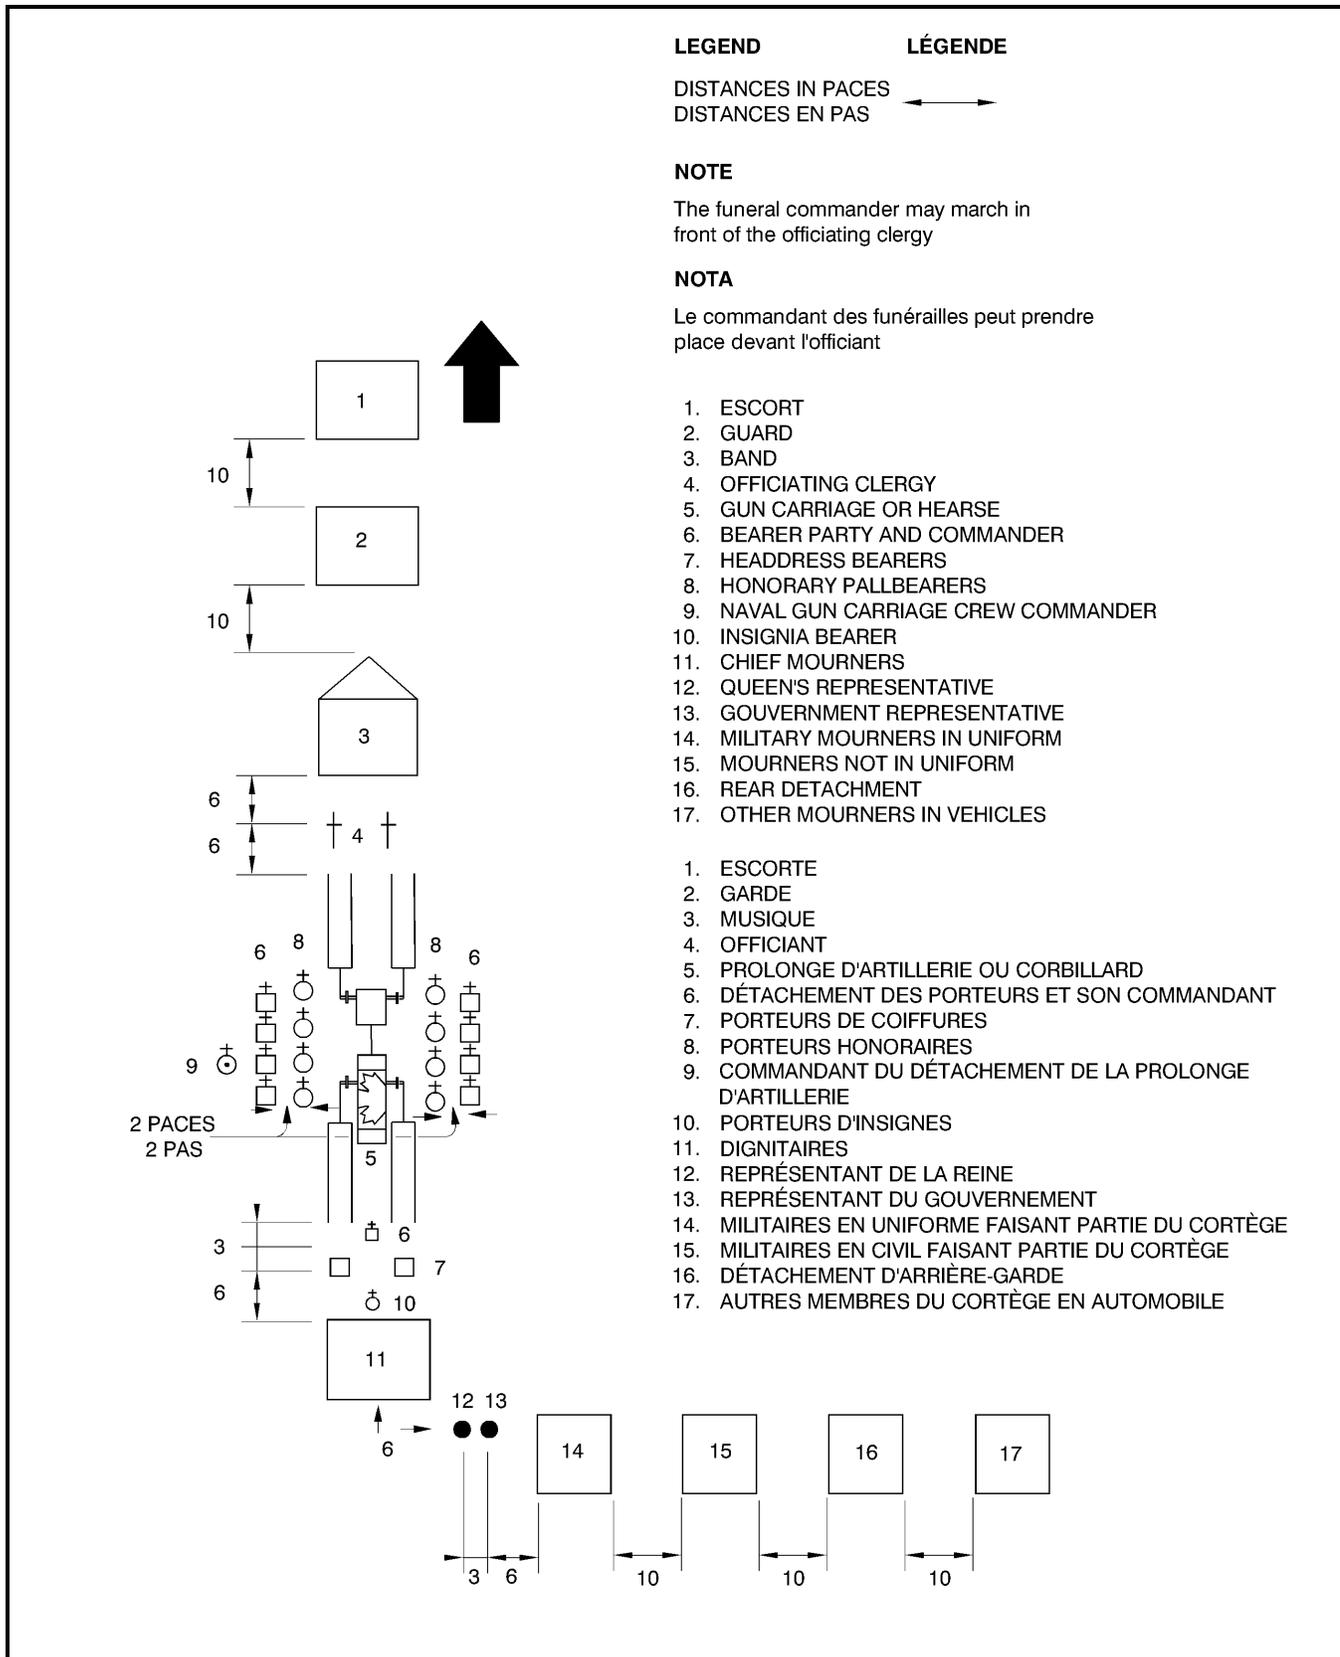 LEGEND LÉGENDE
DISTANCES IN PACES
DISTANCES EN PAS
NOTE
The funeral commander may march in
front of the officiating clergy
NOTA
Le commandant des funérailles peut prendre
place devant l'officiant
1. ESCORT
2. GUARD
3. BAND
4. OFFICIATING CLERGY
5. GUN CARRIAGE OR HEARSE
6. BEARER PARTY AND COMMANDER
7. HEADDRESS BEARERS
8. HONORARY PALLBEARERS
9. NAVAL GUN CARRIAGE CREW COMMANDER
10. INSIGNIA BEARER
11. CHIEF MOURNERS
12. QUEEN'S REPRESENTATIVE
13. GOUVERNMENT REPRESENTATIVE
14. MILITARY MOURNERS IN UNIFORM
15. MOURNERS NOT IN UNIFORM
16. REAR DETACHMENT
17. OTHER MOURNERS IN VEHICLES
1. ESCORTE
2. GARDE
3. MUSIQUE
4. OFFICIANT
5. PROLONGE D'ARTILLERIE OU CORBILLARD
6. DÉTACHEMENT DES PORTEURS ET SON COMMANDANT
7. PORTEURS DE COIFFURES
8. PORTEURS HONORAIRES
9. COMMANDANT DU DÉTACHEMENT DE LA PROLONGE
D'ARTILLERIE
10. PORTEURS D'INSIGNES
11. DIGNITAIRES
12. REPRÉSENTANT DE LA REINE
13. REPRÉSENTANT DU GOUVERNEMENT
14. MILITAIRES EN UNIFORME FAISANT PARTIE DU CORTÈGE
15. MILITAIRES EN CIVIL FAISANT PARTIE DU CORTÈGE
16. DÉTACHEMENT D'ARRIÈRE-GARDE
17. AUTRES MEMBRES DU CORTÈGE EN AUTOMOBILE
1
10
2
10
3
6
4
6
6 8 8 6
9
2 PACES
2 PAS
5
6
3
7
6
10
11
12 13
6
14 15 16 17
3 6 10 10 10